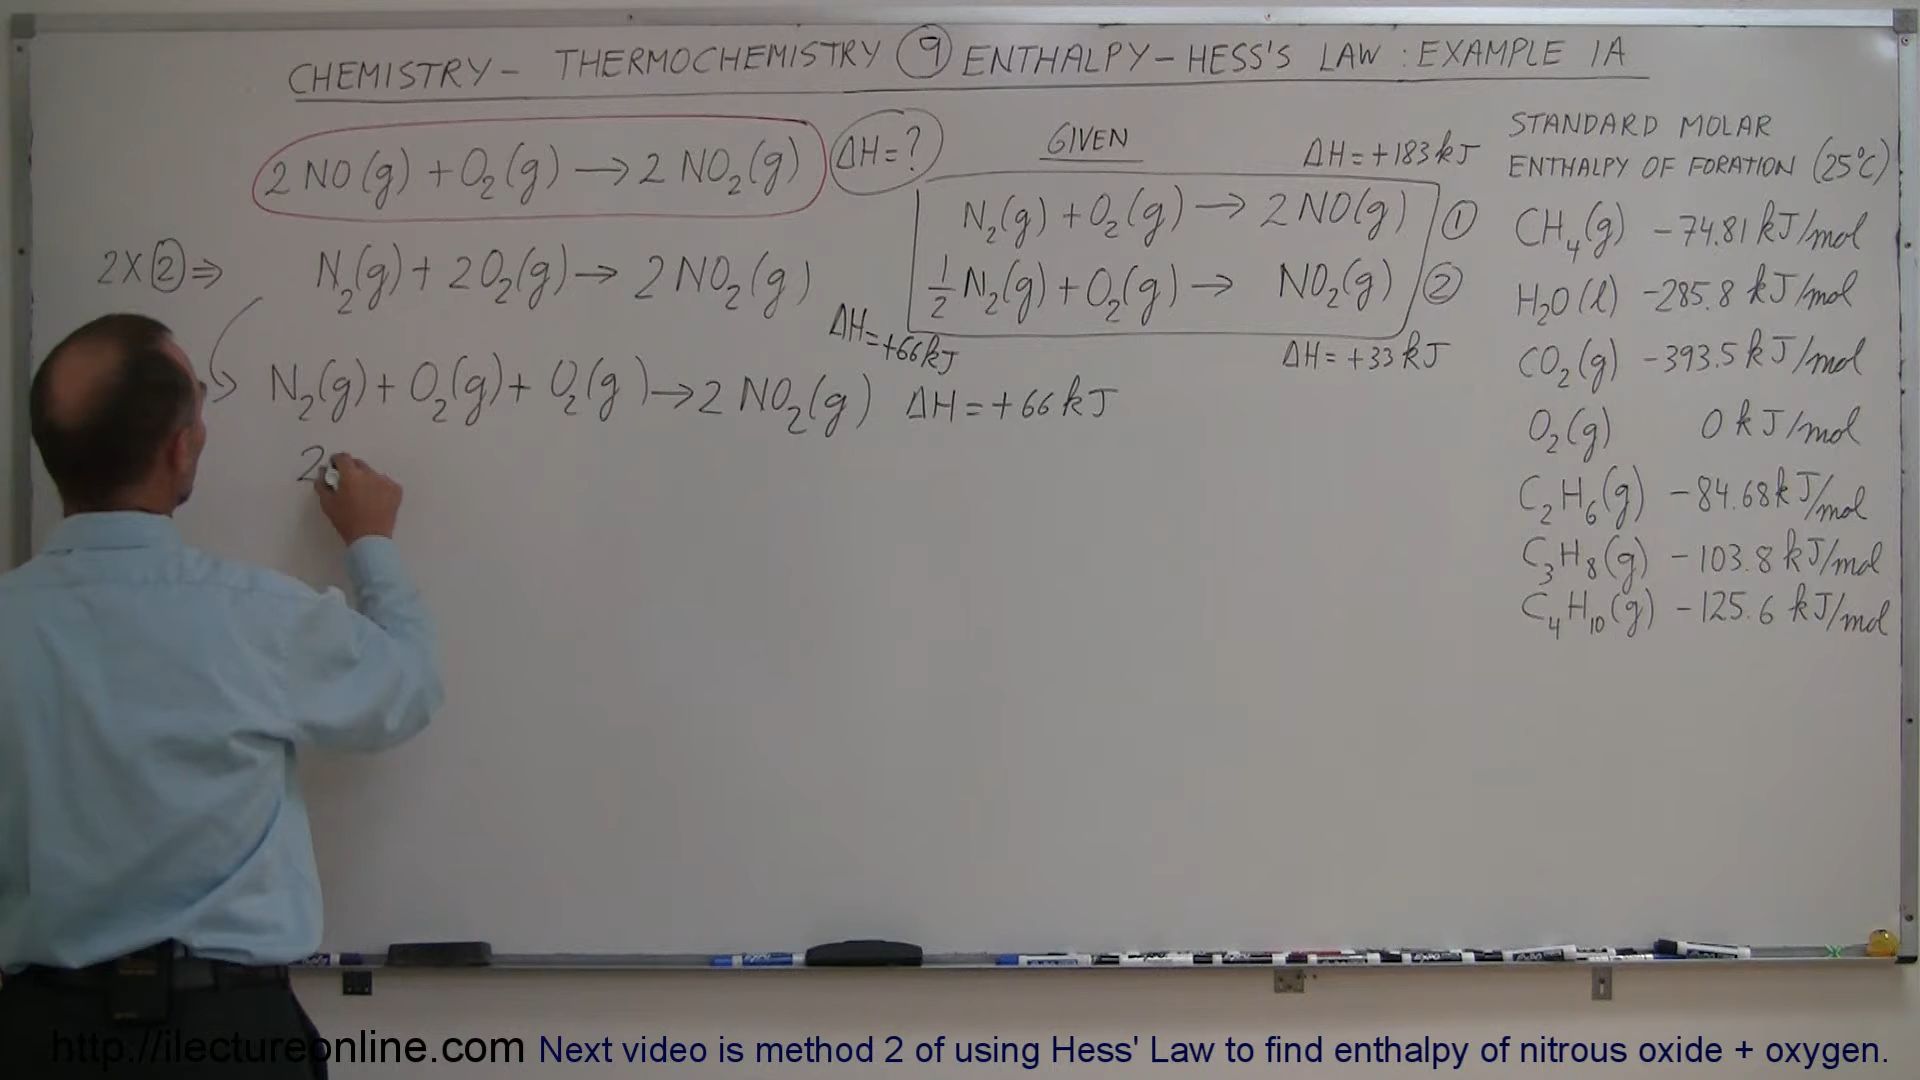 CHEMISTRY - THERMOCHEMISTRY ⑨ ENTHALPY - HESS'S LAW : EXAMPLE 1A
2 NO(g) + O₂(g) → 2 NO₂(g) ΔH = ?
GIVEN
ΔH = +183 kJ
N₂(g) + O₂(g) → 2 NO(g) ①
½ N₂(g) + O₂(g) → NO₂(g) ②
ΔH = +33 kJ
2X② ⇒ N₂(g) + 2O₂(g) → 2 NO₂(g)
ΔH = +66 kJ
N₂(g) + O₂(g) + O₂(g) → 2 NO₂(g) ΔH = +66 kJ
2
STANDARD MOLAR
ENTHALPY OF FORATION (25°C)
CH₄(g) -74.81 kJ/mol
H₂O(l) -285.8 kJ/mol
CO₂(g) -393.5 kJ/mol
O₂(g) 0 kJ/mol
C₂H₆(g) -84.68 kJ/mol
C₃H₈(g) -103.8 kJ/mol
C₄H₁₀(g) -125.6 kJ/mol
http://ilectureonline.com Next video is method 2 of using Hess' Law to find enthalpy of nitrous oxide + oxygen.